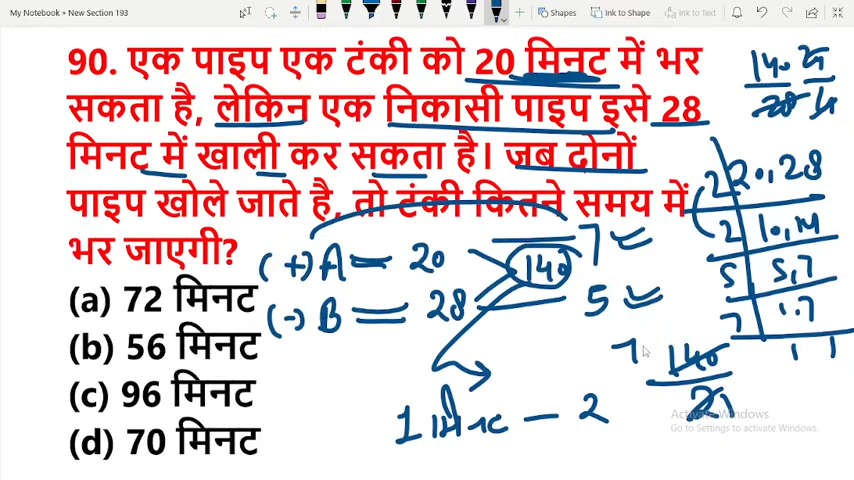 My Notebook » New Section 193
Shapes
Ink to Shape
Ink to Text
90. एक पाइप एक टंकी को 20 मिनट में भर
सकता है, लेकिन एक निकासी पाइप इसे 28
मिनट में खाली कर सकता है। जब दोनों
पाइप खोले जाते है, तो टंकी कितने समय में
भर जाएगी?
(a) 72 मिनट
(b) 56 मिनट
(c) 96 मिनट
(d) 70 मिनट
(+) A = 20
7
140
(-) B = 28
5
1 मिनट - 2
140
2
140
28
2 20, 28
2 10, 14
5 5, 7
7 1, 7
1 1
Activate Windows
Go to Settings to activate Windows.